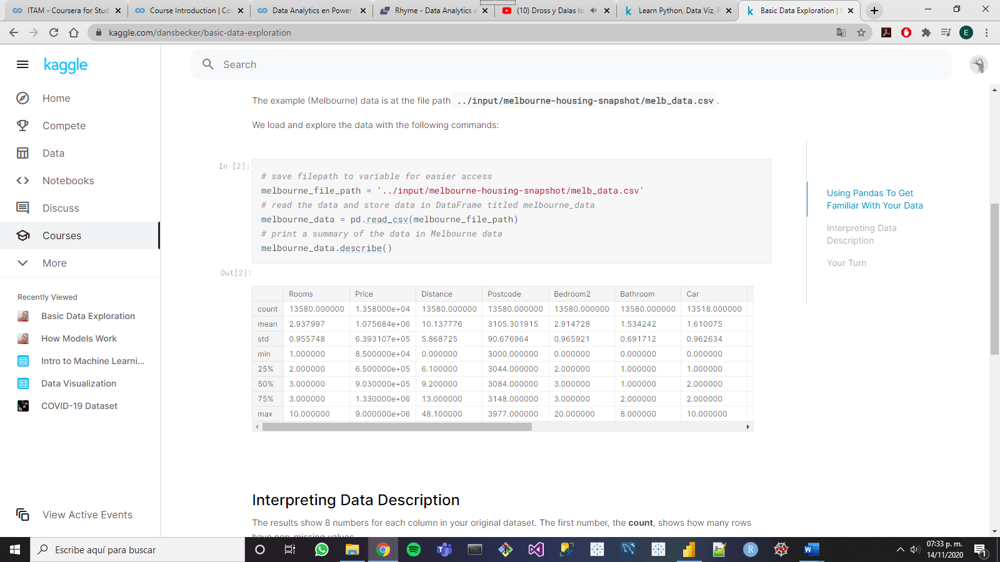 ITAM - Coursera for Stud
Course Introduction | Co
Data Analytics en Power
Rhyme - Data Analytics e
(10) Dross y Dalas lo
Learn Python, Data Viz, P
Basic Data Exploration |
kaggle.com/dansbecker/basic-data-exploration
E
kaggle
Search
Home
Compete
Data
Notebooks
Discuss
Courses
More
Recently Viewed
Basic Data Exploration
How Models Work
Intro to Machine Learni...
Data Visualization
COVID-19 Dataset
View Active Events
The example (Melbourne) data is at the file path ../input/melbourne-housing-snapshot/melb_data.csv .
We load and explore the data with the following commands:
In [2]:
# save filepath to variable for easier access
melbourne_file_path = '../input/melbourne-housing-snapshot/melb_data.csv'
# read the data and store data in DataFrame titled melbourne_data
melbourne_data = pd.read_csv(melbourne_file_path)
# print a summary of the data in Melbourne data
melbourne_data.describe()
Out[2]:
Rooms Price Distance Postcode Bedroom2 Bathroom Car
count 13580.000000 1.358000e+04 13580.000000 13580.000000 13580.000000 13580.000000 13518.000000
mean 2.937997 1.075684e+06 10.137776 3105.301915 2.914728 1.534242 1.610075
std 0.955748 6.393107e+05 5.868725 90.676964 0.965921 0.691712 0.962634
min 1.000000 8.500000e+04 0.000000 3000.000000 0.000000 0.000000 0.000000
25% 2.000000 6.500000e+05 6.100000 3044.000000 2.000000 1.000000 1.000000
50% 3.000000 9.030000e+05 9.200000 3084.000000 3.000000 1.000000 2.000000
75% 3.000000 1.330000e+06 13.000000 3148.000000 3.000000 2.000000 2.000000
max 10.000000 9.000000e+06 48.100000 3977.000000 20.000000 8.000000 10.000000
Interpreting Data Description
The results show 8 numbers for each column in your original dataset. The first number, the count, shows how many rows
have non-missing values.
Using Pandas To Get
Familiar With Your Data
Interpreting Data
Description
Your Turn
Escribe aquí para buscar
07:33 p. m.
14/11/2020
1